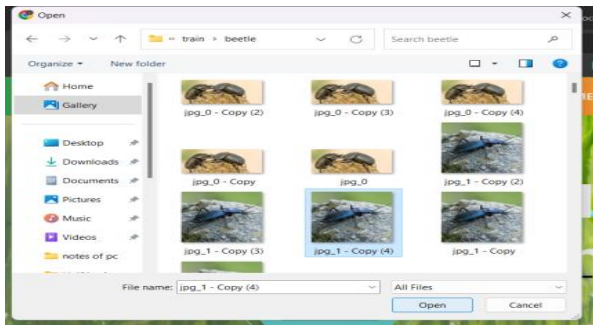 Open
train > beetle
Search beetle
Organize
New folder
Home
Gallery
Desktop
Downloads
Documents
Pictures
Music
Videos
notes of pc
jpg_0 - Copy (2)
jpg_0 - Copy (3)
jpg_0 - Copy (4)
jpg_0 - Copy
jpg_0
jpg_1 - Copy (2)
jpg_1 - Copy (3)
jpg_1 - Copy (4)
jpg_1 - Copy
File name: jpg_1 - Copy (4)
All Files
Open
Cancel